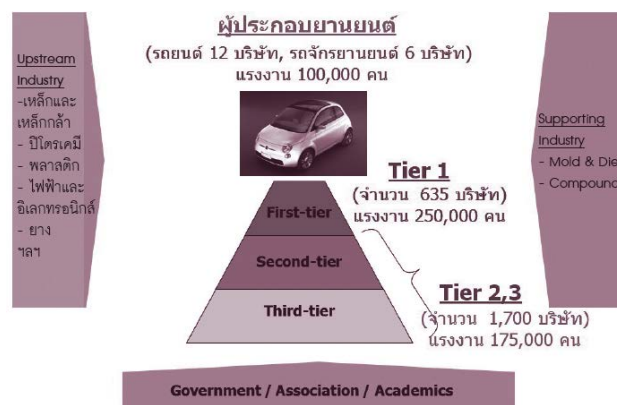 ผู้ประกอบยานยนต์
(รถยนต์ 12 บริษัท, รถจักรยานยนต์ 6 บริษัท)
แรงงาน 100,000 คน
Upstream
Industry
-เหล็กและ
เหล็กกล้า
- ปิโตรเคมี
- พลาสติก
- ไฟฟ้าและ
อิเลกทรอนิกส์
- ยาง
ฯลฯ
Supporting
Industry
- Mold & Die
- Compound
Tier 1
(จำนวน 635 บริษัท)
แรงงาน 250,000 คน
First-tier
Second-tier
Third-tier
Tier 2,3
(จำนวน 1,700 บริษัท)
แรงงาน 175,000 คน
Government / Association / Academics